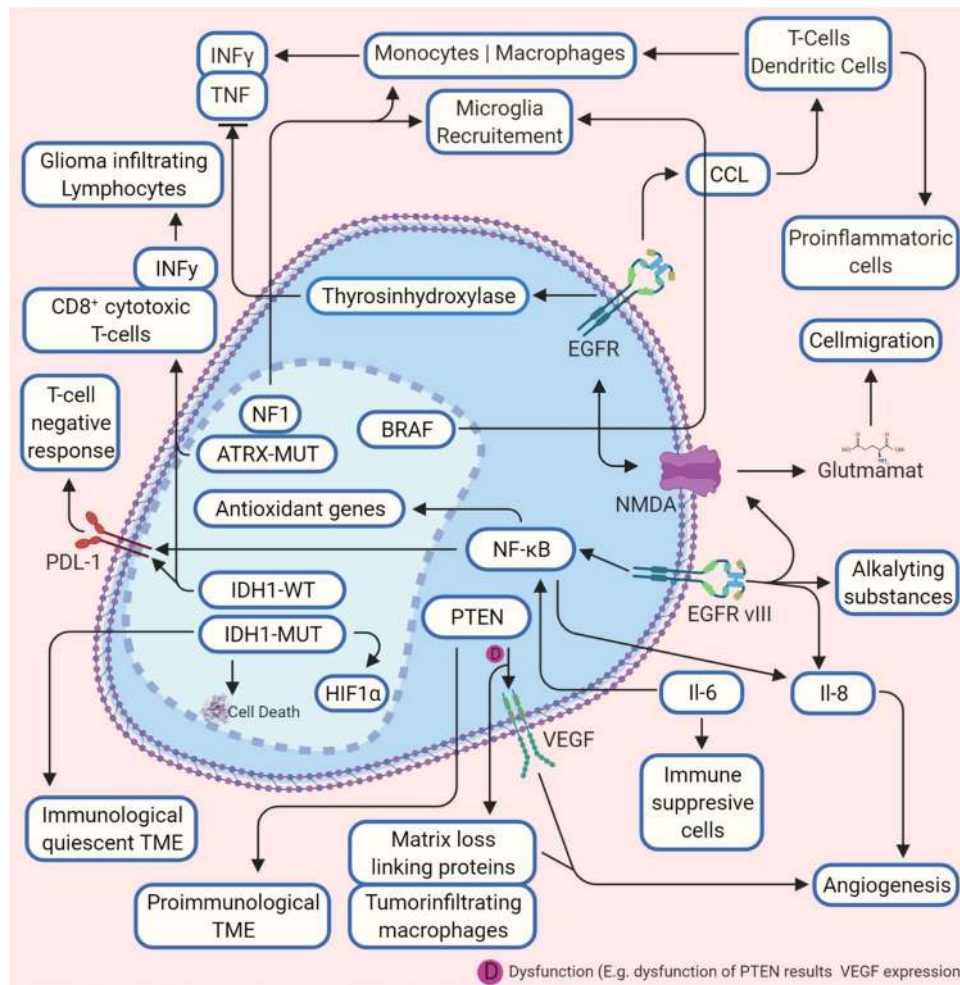 INFγ
TNF
Monocytes | Macrophages
T-Cells
Dendritic Cells
Microglia
Recruitement
Glioma infiltrating
Lymphocytes
CCL
INFγ
CD8⁺ cytotoxic
T-cells
Proinflammatoric
cells
Thyrosinhydroxylase
EGFR
Cellmigration
T-cell
negative
response
NF1
ATRX-MUT
BRAF
NMDA
Glutmamat
Antioxidant genes
PDL-1
NF-κB
IDH1-WT
IDH1-MUT
PTEN
D
EGFR vIII
Alkalyting
substances
HIF1α
Cell Death
VEGF
Il-6
Il-8
Immunological
quiescent TME
Immune
suppresive
cells
Matrix loss
linking proteins
Tumorinfiltrating
macrophages
Proimmunological
TME
Angiogenesis
D Dysfunction (E.g. dysfunction of PTEN results VEGF expression